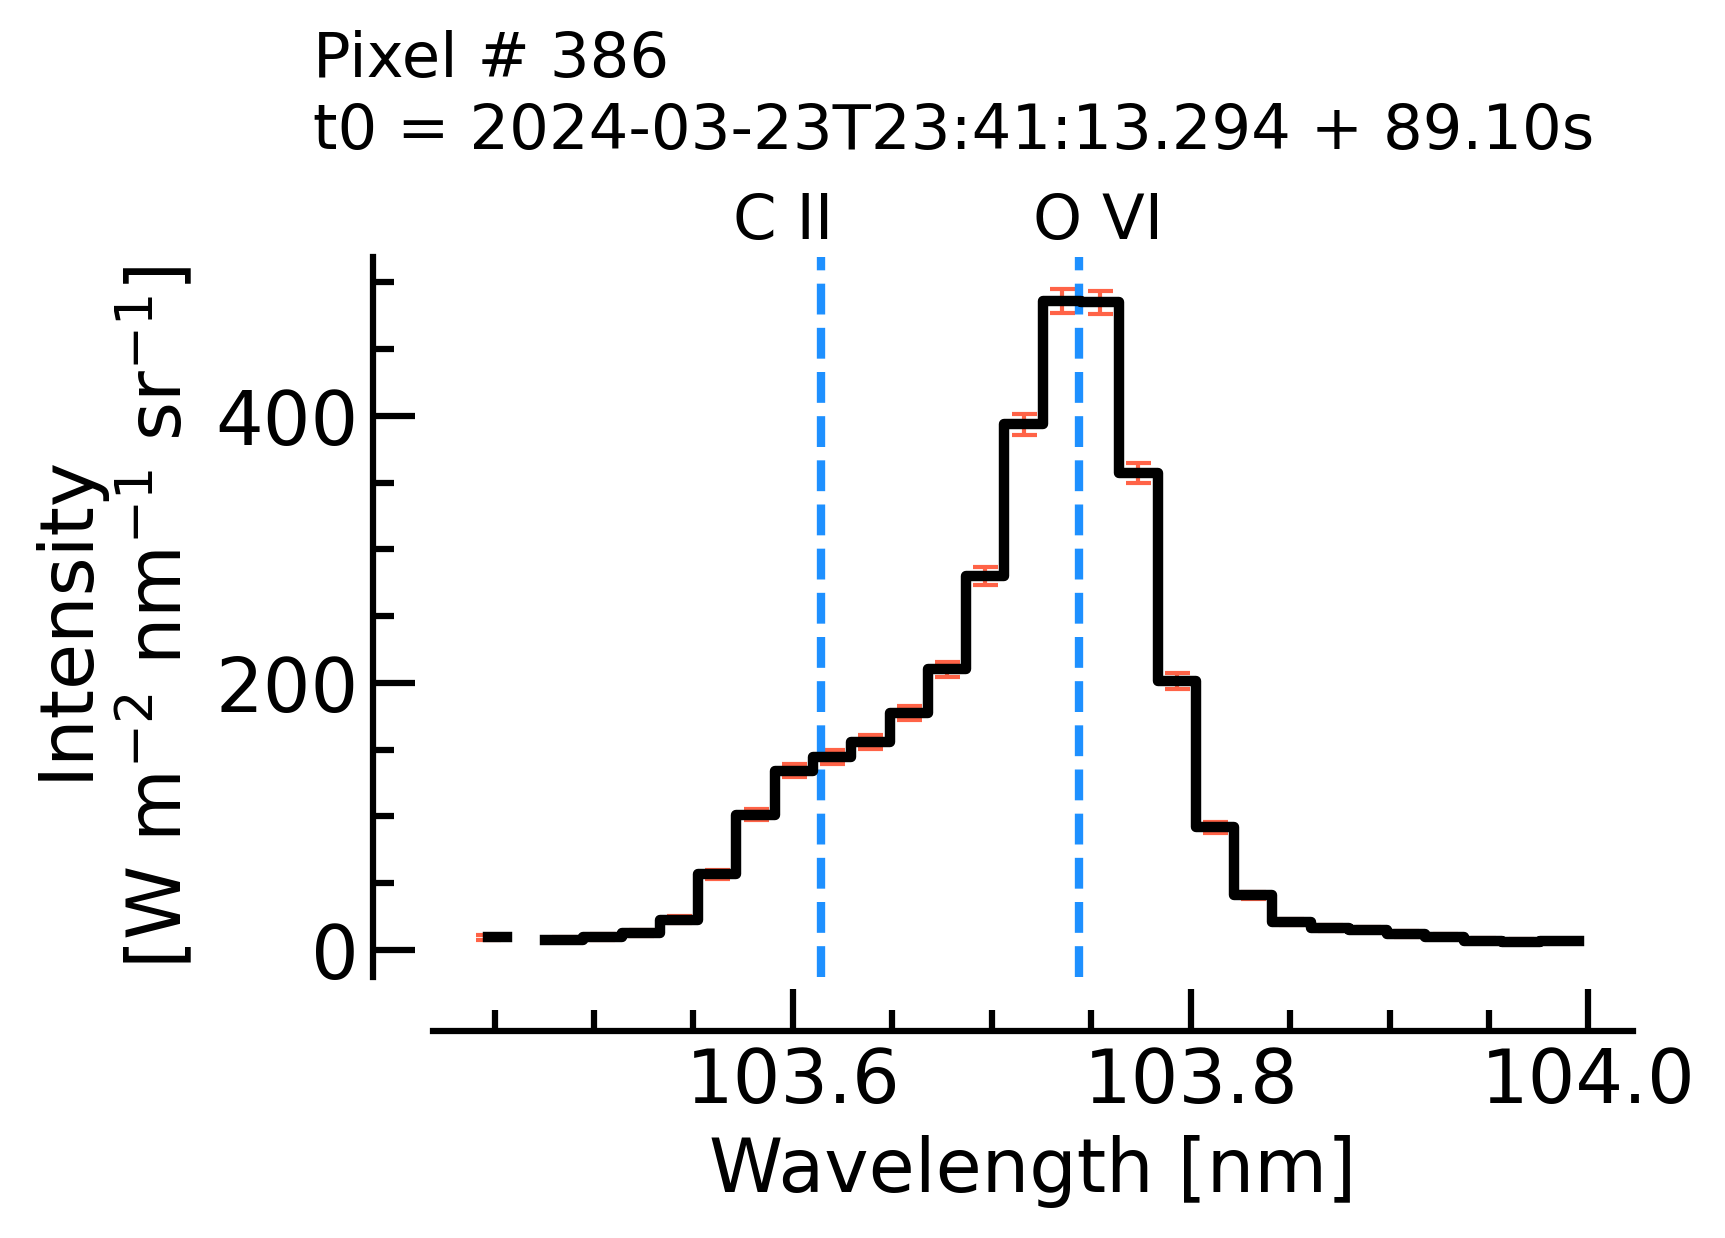 Pixel # 386
t0 = 2024-03-23T23:41:13.294 + 89.10s
C II O VI
Intensity
[W m⁻² nm⁻¹ sr⁻¹]
400
200
0
103.6 103.8 104.0
Wavelength [nm]